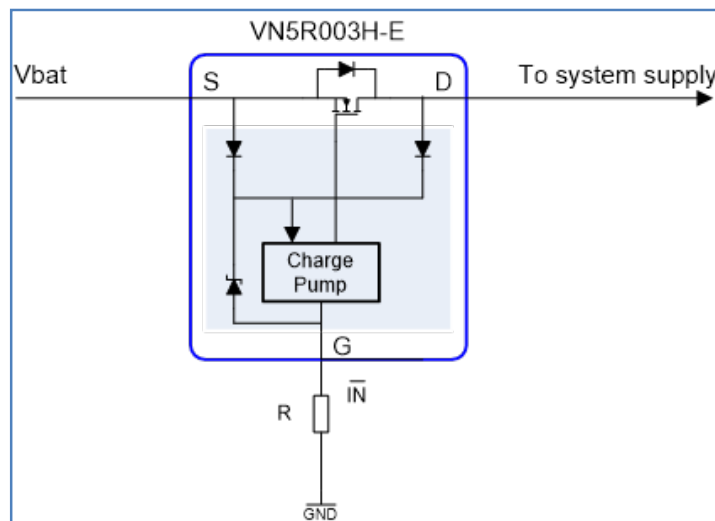 VN5R003H-E
Vbat
S
D
To system supply
Charge
Pump
G
IN
R
GND